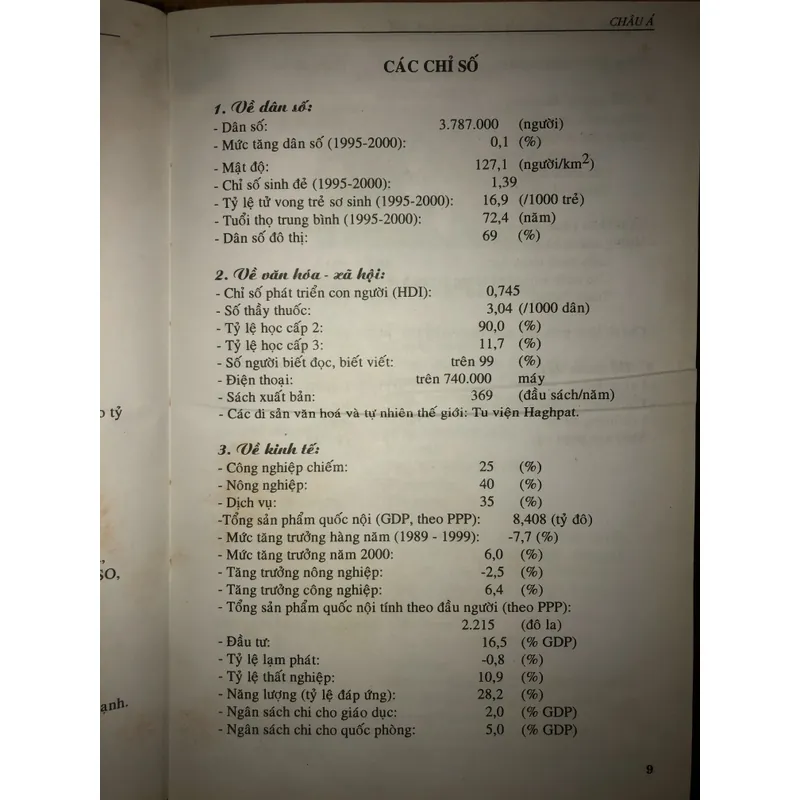 CHÂU Á
CÁC CHỈ SỐ
1. Về dân số:
- Dân số: 3.787.000 (người)
- Mức tăng dân số (1995-2000): 0,1 (%)
- Mật độ: 127,1 (người/km2)
- Chỉ số sinh đẻ (1995-2000): 1,39
- Tỷ lệ tử vong trẻ sơ sinh (1995-2000): 16,9 (/1000 trẻ)
- Tuổi thọ trung bình (1995-2000): 72,4 (năm)
- Dân số đô thị: 69 (%)
2. Về văn hóa - xã hội:
- Chỉ số phát triển con người (HDI): 0,745
- Số thầy thuốc: 3,04 (/1000 dân)
- Tỷ lệ học cấp 2: 90,0 (%)
- Tỷ lệ học cấp 3: 11,7 (%)
- Số người biết đọc, biết viết: trên 99 (%)
- Điện thoại: trên 740.000 máy
- Sách xuất bản: 369 (đầu sách/năm)
- Các di sản văn hoá và tự nhiên thế giới: Tu viện Haghpat.
3. Về kinh tế:
- Công nghiệp chiếm: 25 (%)
- Nông nghiệp: 40 (%)
- Dịch vụ: 35 (%)
-Tổng sản phẩm quốc nội (GDP, theo PPP): 8,408 (tỷ đô)
- Mức tăng trưởng hàng năm (1989 - 1999): -7,7 (%)
- Mức tăng trưởng năm 2000: 6,0 (%)
- Tăng trưởng nông nghiệp: -2,5 (%)
- Tăng trưởng công nghiệp: 6,4 (%)
- Tổng sản phẩm quốc nội tính theo đầu người (theo PPP):
2.215 (đô la)
- Đầu tư: 16,5 (% GDP)
- Tỷ lệ lạm phát: -0,8 (%)
- Tỷ lệ thất nghiệp: 10,9 (%)
- Năng lượng (tỷ lệ đáp ứng): 28,2 (%)
- Ngân sách chi cho giáo dục: 2,0 (% GDP)
- Ngân sách chi cho quốc phòng: 5,0 (% GDP)
9
tỷ